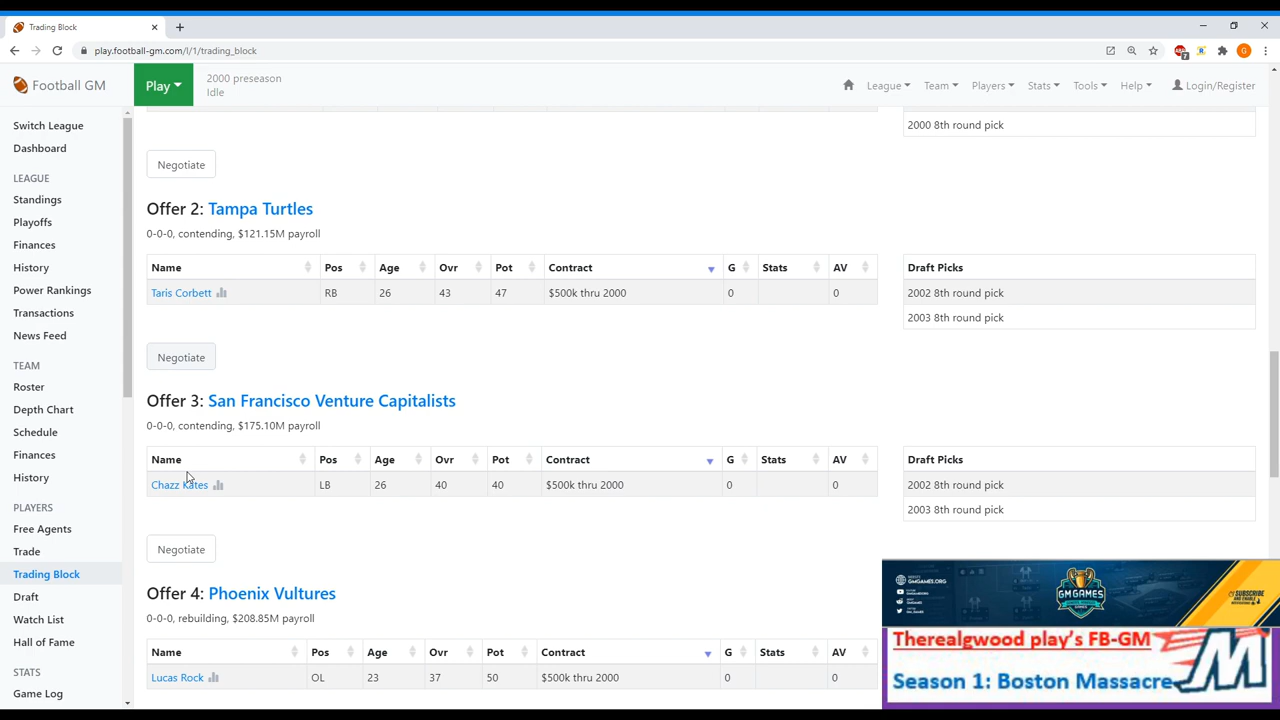 Trading Block
play.football-gm.com/l/1/trading_block
Football GM
Play
2000 preseason
Idle
League
Team
Players
Stats
Tools
Help
Login/Register
Switch League
Dashboard
LEAGUE
Standings
Playoffs
Finances
History
Power Rankings
Transactions
News Feed
TEAM
Roster
Depth Chart
Schedule
Finances
History
PLAYERS
Free Agents
Trade
Trading Block
Draft
Watch List
Hall of Fame
STATS
Game Log
2000 8th round pick
Negotiate
Offer 2: Tampa Turtles
0-0-0, contending, $121.15M payroll
Name Pos Age Ovr Pot Contract G Stats AV Draft Picks
Taris Corbett RB 26 43 47 $500k thru 2000 0 0 2002 8th round pick
2003 8th round pick
Negotiate
Offer 3: San Francisco Venture Capitalists
0-0-0, contending, $175.10M payroll
Name Pos Age Ovr Pot Contract G Stats AV Draft Picks
Chazz Kates LB 26 40 40 $500k thru 2000 0 0 2002 8th round pick
2003 8th round pick
Negotiate
Offer 4: Phoenix Vultures
0-0-0, rebuilding, $208.85M payroll
Name Pos Age Ovr Pot Contract G Stats AV
Lucas Rock OL 23 37 50 $500k thru 2000 0 0
GMGAMES.ORG
GM GAMES
SUBSCRIBE
Therealgwood play's FB-GM
Season 1: Boston Massacre
M